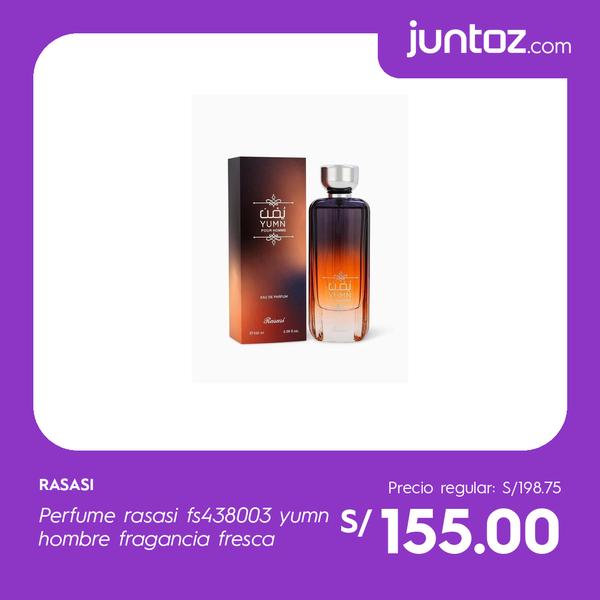 juntoz.com
يُمْن
YUMN
POUR HOMME
EAU DE PARFUM
Rasasi
YUMN
Rasasi
RASASI
Perfume rasasi fs438003 yumn
hombre fragancia fresca
Precio regular: S/198.75
S/155.00